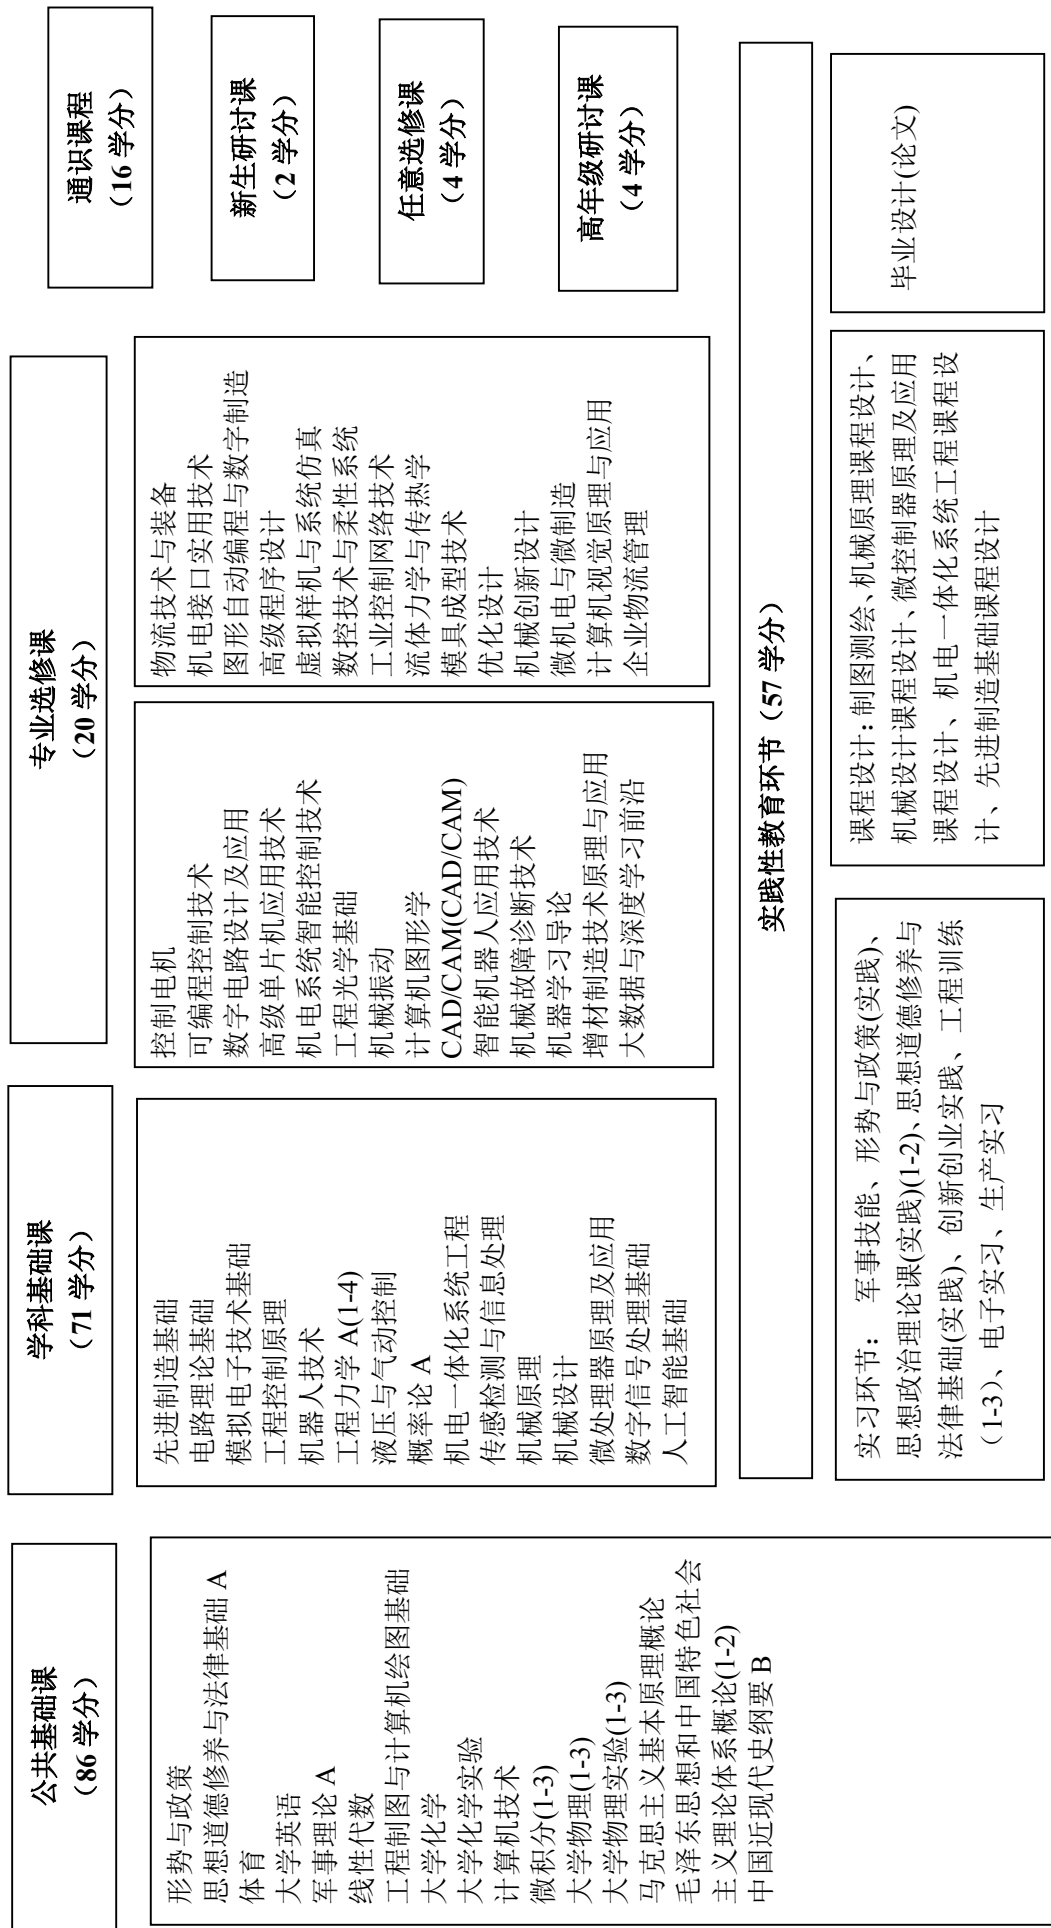 公共基础课
（86 学分）
形势与政策
思想道德修养与法律基础 A
体育
大学英语
军事理论 A
线性代数
工程制图与计算机绘图基础
大学化学
大学化学实验
计算机技术
微积分(1-3)
大学物理(1-3)
大学物理实验(1-3)
马克思主义基本原理概论
毛泽东思想和中国特色社会
主义理论体系概论(1-2)
中国近现代史纲要 B
学科基础课
（71 学分）
先进制造基础
电路理论基础
模拟电子技术基础
工程控制原理
机器人技术
工程力学 A(1-4)
液压与气动控制
概率论 A
机电一体化系统工程
传感检测与信息处理
机械原理
机械设计
微处理器原理及应用
数字信号处理基础
人工智能基础
专业选修课
（20 学分）
控制电机
可编程控制技术
数字电路设计及应用
高级单片机应用技术
机电系统智能控制技术
工程光学基础
机械振动
计算机图形学
CAD/CAM(CAD/CAM)
智能机器人应用技术
机械故障诊断技术
机器学习导论
增材制造技术原理与应用
大数据与深度学习前沿
物流技术与装备
机电接口实用技术
图形自动编程与数字制造
高级程序设计
虚拟样机与系统仿真
数控技术与柔性系统
工业控制网络技术
流体力学与传热学
模具成型技术
优化设计
机械创新设计
微机电与微制造
计算机视觉原理与应用
企业物流管理
通识课程
（16 学分）
新生研讨课
（2 学分）
任意选修课
（4 学分）
高年级研讨课
（4 学分）
实践性教育环节（57 学分）
实习环节： 军事技能、形势与政策(实践)、
思想政治理论课(实践)(1-2)、思想道德修养与
法律基础(实践)、创新创业实践、工程训练
（1-3）、电子实习、生产实习
课程设计：制图测绘、机械原理课程设计、
机械设计课程设计、微控制器原理及应用
课程设计、机电一体化系统工程课程设
计、先进制造基础课程设计
毕业设计(论文)